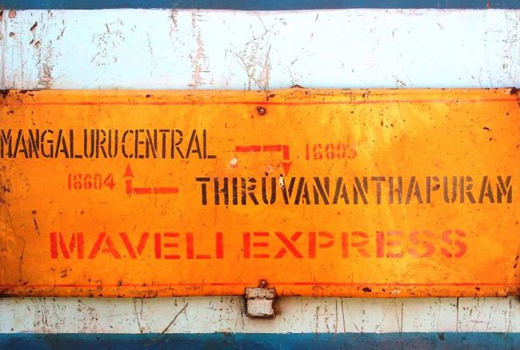 MANGALURU CENTRAL 16603
16604 THIRUVANANTHAPURAM
MAVELI EXPRESS